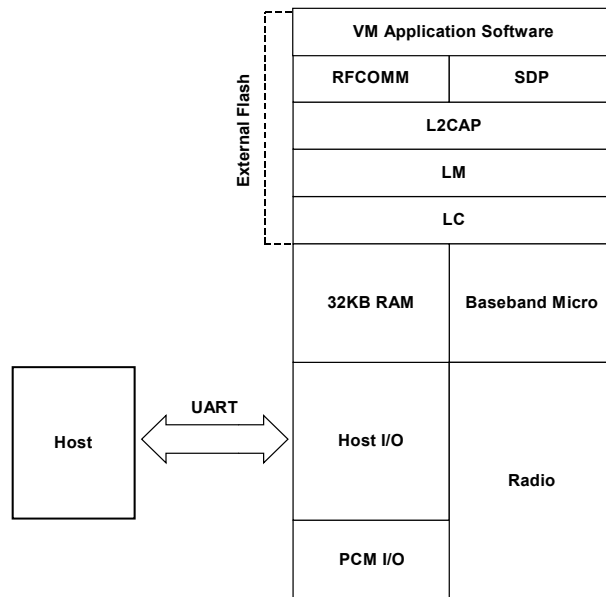 VM Application Software
RFCOMM
SDP
External Flash
L2CAP
LM
LC
32KB RAM
Baseband Micro
UART
Host
Host I/O
Radio
PCM I/O